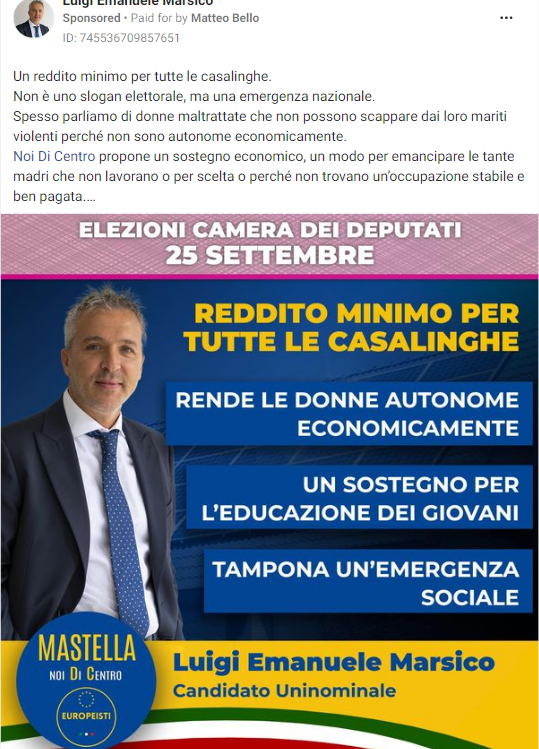 Luigi Emanuele Marsico
Sponsored • Paid for by Matteo Bello
ID: 745536709857651
Un reddito minimo per tutte le casalinghe.
Non è uno slogan elettorale, ma una emergenza nazionale.
Spesso parliamo di donne maltrattate che non possono scappare dai loro mariti
violenti perché non sono autonome economicamente.
Noi Di Centro propone un sostegno economico, un modo per emancipare le tante
madri che non lavorano o per scelta o perché non trovano un'occupazione stabile e
ben pagata....
ELEZIONI CAMERA DEI DEPUTATI
25 SETTEMBRE
REDDITO MINIMO PER
TUTTE LE CASALINGHE
RENDE LE DONNE AUTONOME
ECONOMICAMENTE
UN SOSTEGNO PER
L'EDUCAZIONE DEI GIOVANI
TAMPONA UN'EMERGENZA
SOCIALE
MASTELLA
NOI DI CENTRO
EUROPEISTI
Luigi Emanuele Marsico
Candidato Uninominale